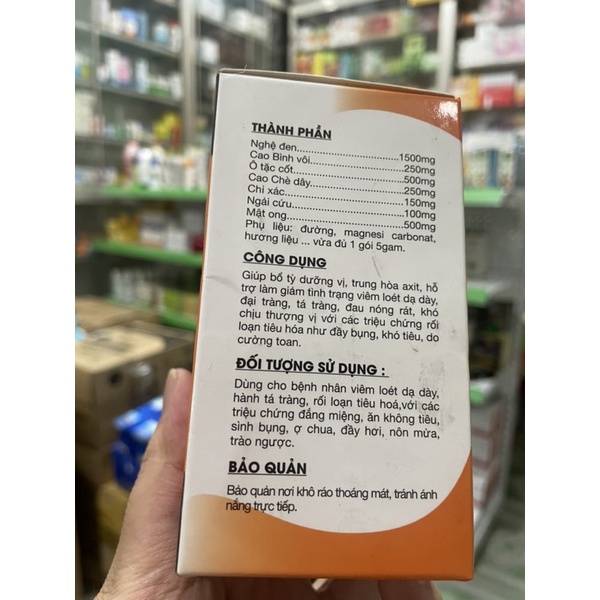 THÀNH PHẦN
Nghệ đen..............................1500mg
Cao Bình vôi.............................250mg
Ô tặc cốt...................................500mg
Cao Chè dây.............................250mg
Chỉ xác......................................150mg
Ngải cứu...................................100mg
Mật ong....................................500mg
Phụ liệu: đường, magnesi carbonat,
hương liệu ... vừa đủ 1 gói 5gam.
CÔNG DỤNG
Giúp bổ tỳ dưỡng vị, trung hòa axit, hỗ
trợ làm giảm tình trạng viêm loét dạ dày,
đại tràng, tá tràng, đau nóng rát, khó
chịu thượng vị với các triệu chứng rối
loạn tiêu hóa như đầy bụng, khó tiêu, do
cường toan.
ĐỐI TƯỢNG SỬ DỤNG :
Dùng cho bệnh nhân viêm loét dạ dày,
hành tá tràng, rối loạn tiêu hoá,với các
triệu chứng đắng miệng, ăn không tiêu,
sinh bụng, ợ chua, đầy hơi, nôn mửa,
trào ngược.
BẢO QUẢN
Bảo quản nơi khô ráo thoáng mát, tránh ánh
nắng trực tiếp.